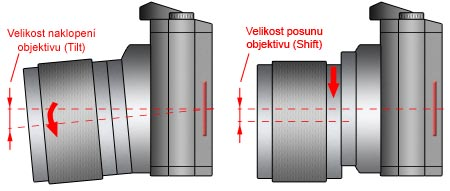 Velikost naklopení
objektivu (Tilt)
Velikost posunu
objektivu (Shift)